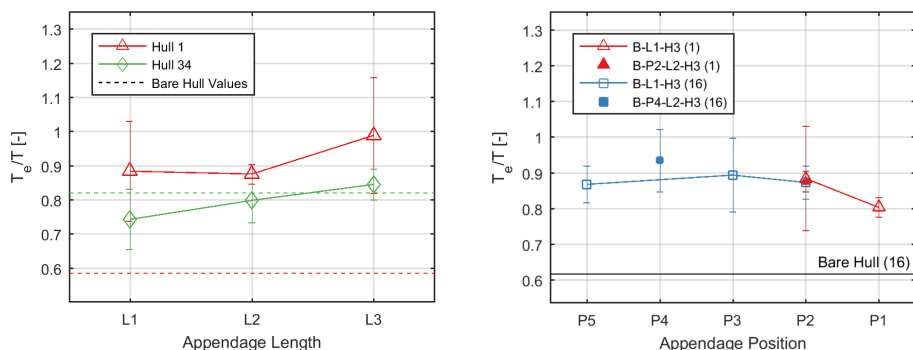 1.3
1.2
1.1
1
0.9
0.8
0.7
0.6
T_e/T [-]
Hull 1
Hull 34
Bare Hull Values
L1 L2 L3
Appendage Length
1.3
1.2
1.1
1
0.9
0.8
0.7
0.6
T_e/T [-]
B-L1-H3 (1)
B-P2-L2-H3 (1)
B-L1-H3 (16)
B-P4-L2-H3 (16)
Bare Hull (16)
P5 P4 P3 P2 P1
Appendage Position